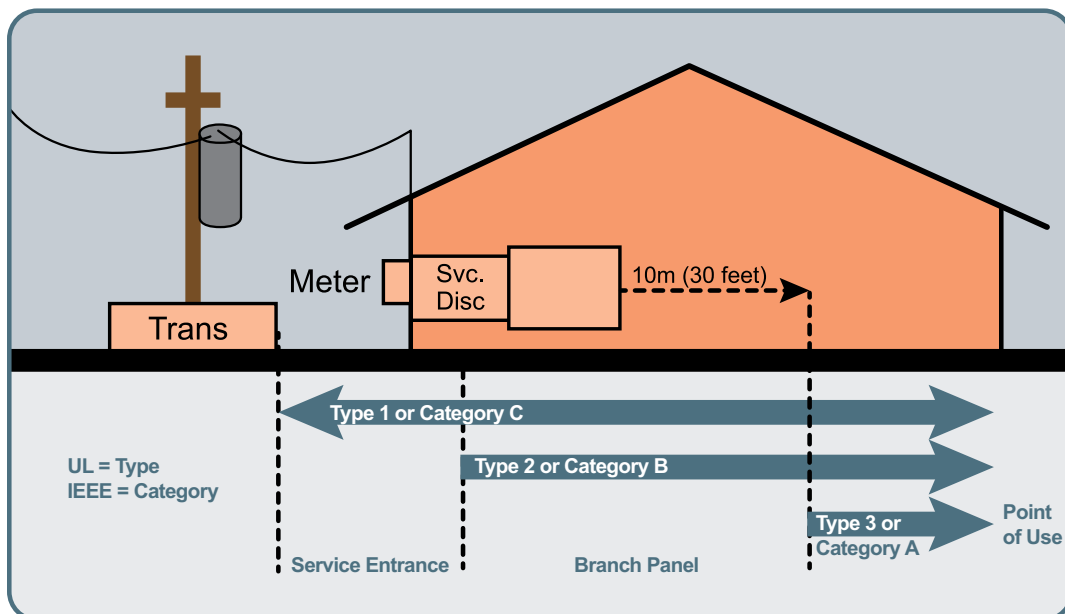 Meter
Svc.
Disc
10m (30 feet)
Trans
Type 1 or Category C
UL = Type
IEEE = Category
Type 2 or Category B
Type 3 or
Category A
Point
of Use
Service Entrance
Branch Panel